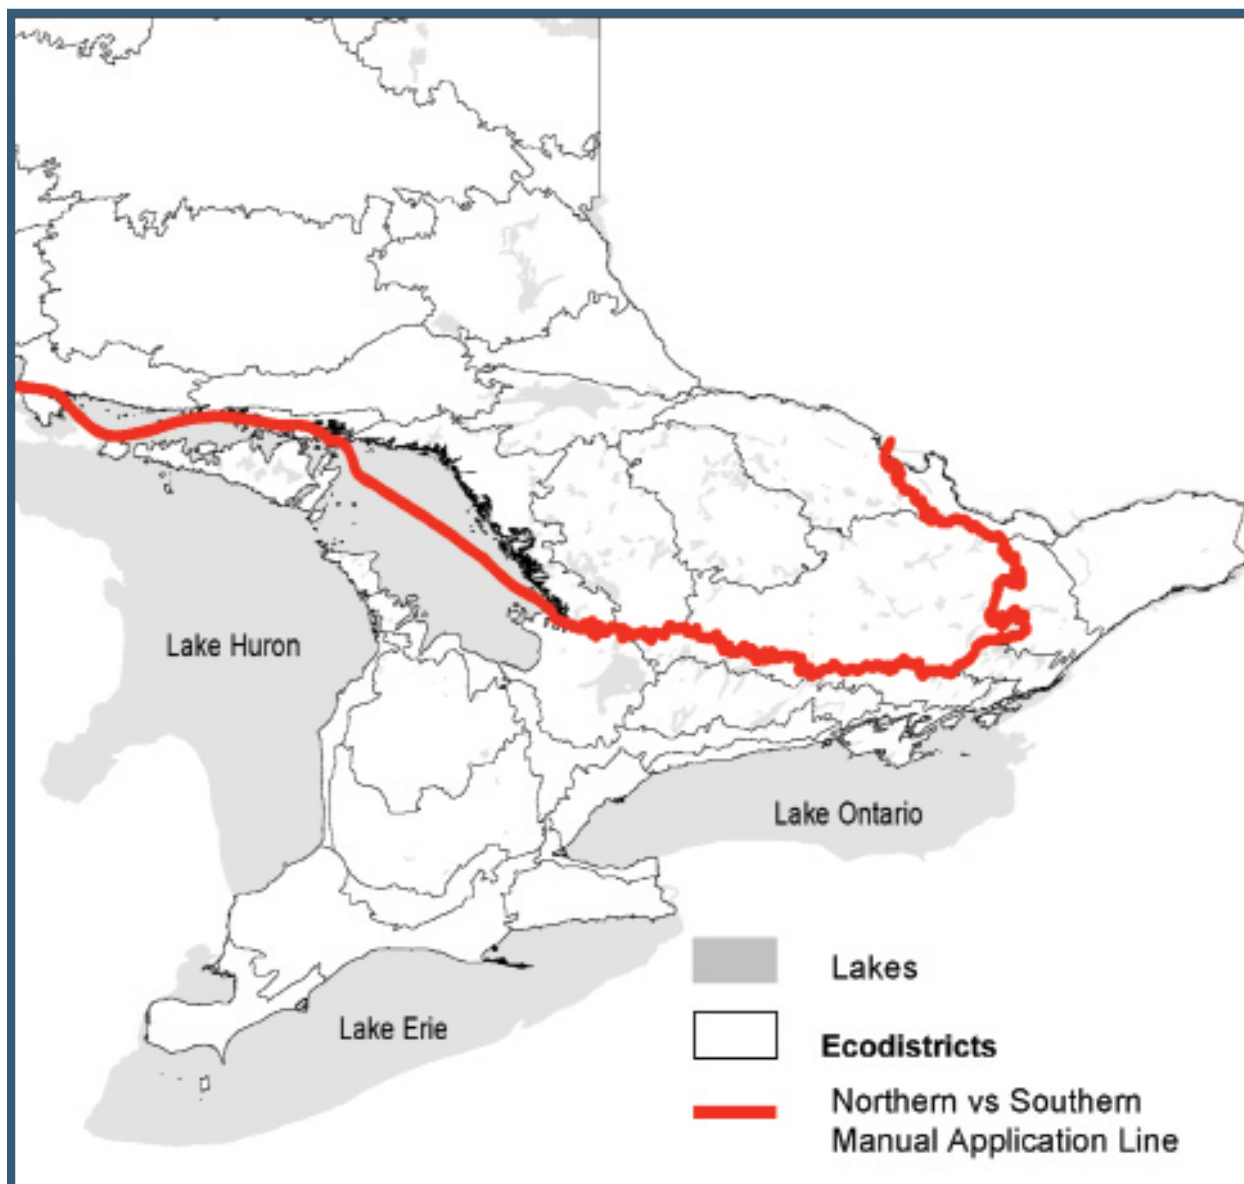 Lake Huron
Lake Ontario
Lake Erie
Lakes
Ecodistricts
Northern vs Southern
Manual Application Line